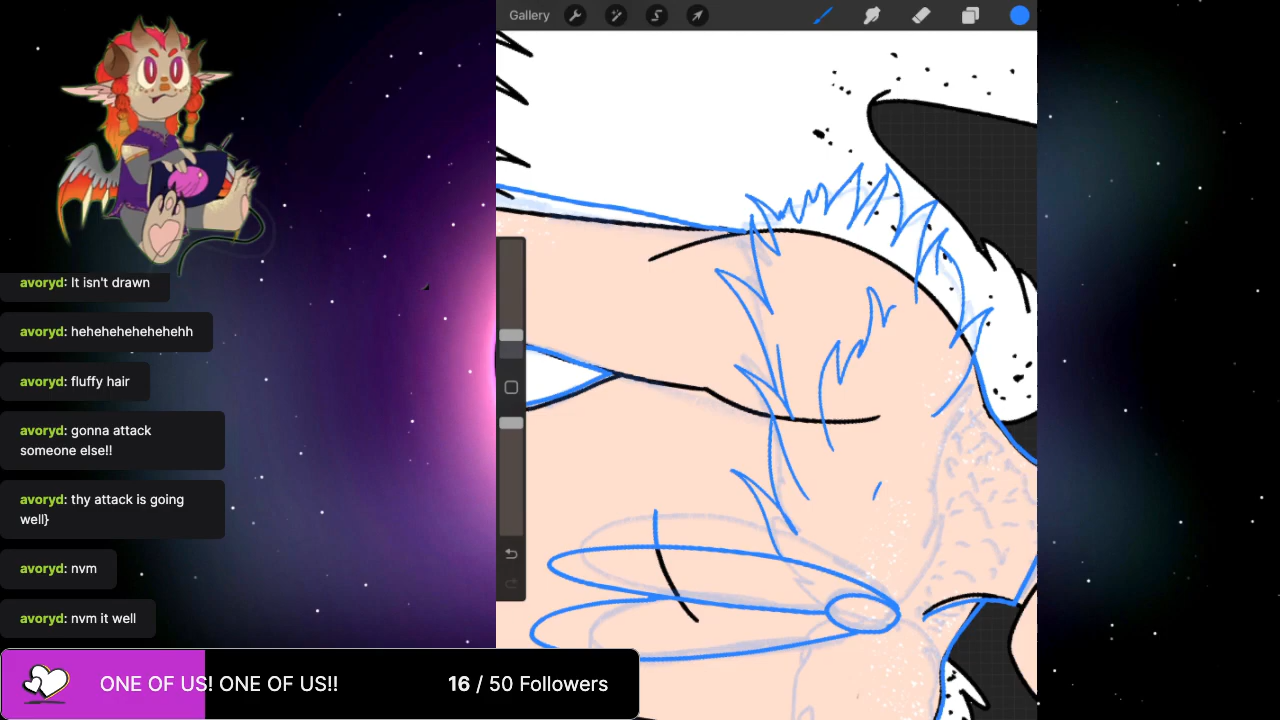 Gallery
avoryd: It isn't drawn
avoryd: hehehehehehehehh
avoryd: fluffy hair
avoryd: gonna attack
someone else!!
avoryd: thy attack is going
well}
avoryd: nvm
avoryd: nvm it well
ONE OF US! ONE OF US!! 16 / 50 Followers